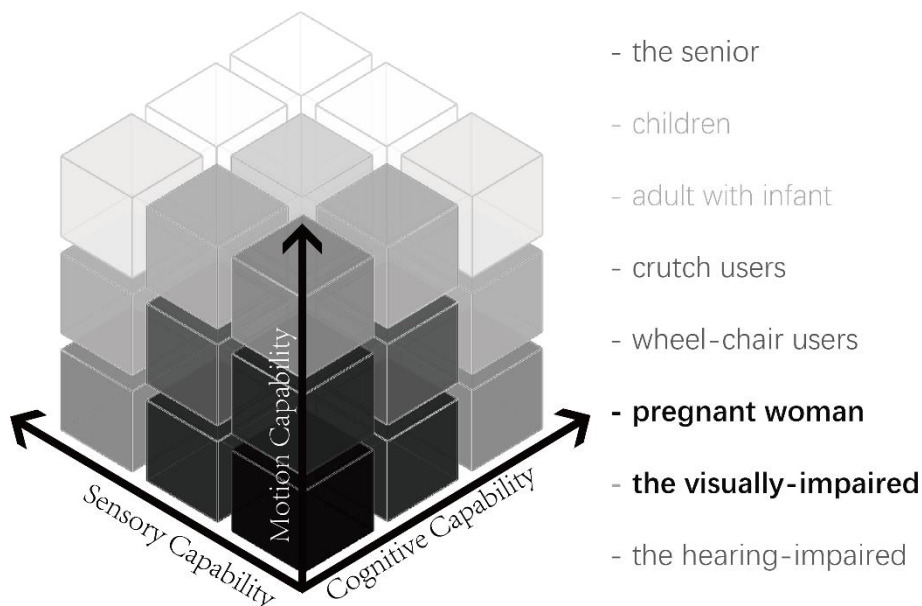 - the senior
- children
- adult with infant
- crutch users
- wheel-chair users
- pregnant woman
- the visually-impaired
- the hearing-impaired
Motion Capability
Sensory Capability
Cognitive Capability